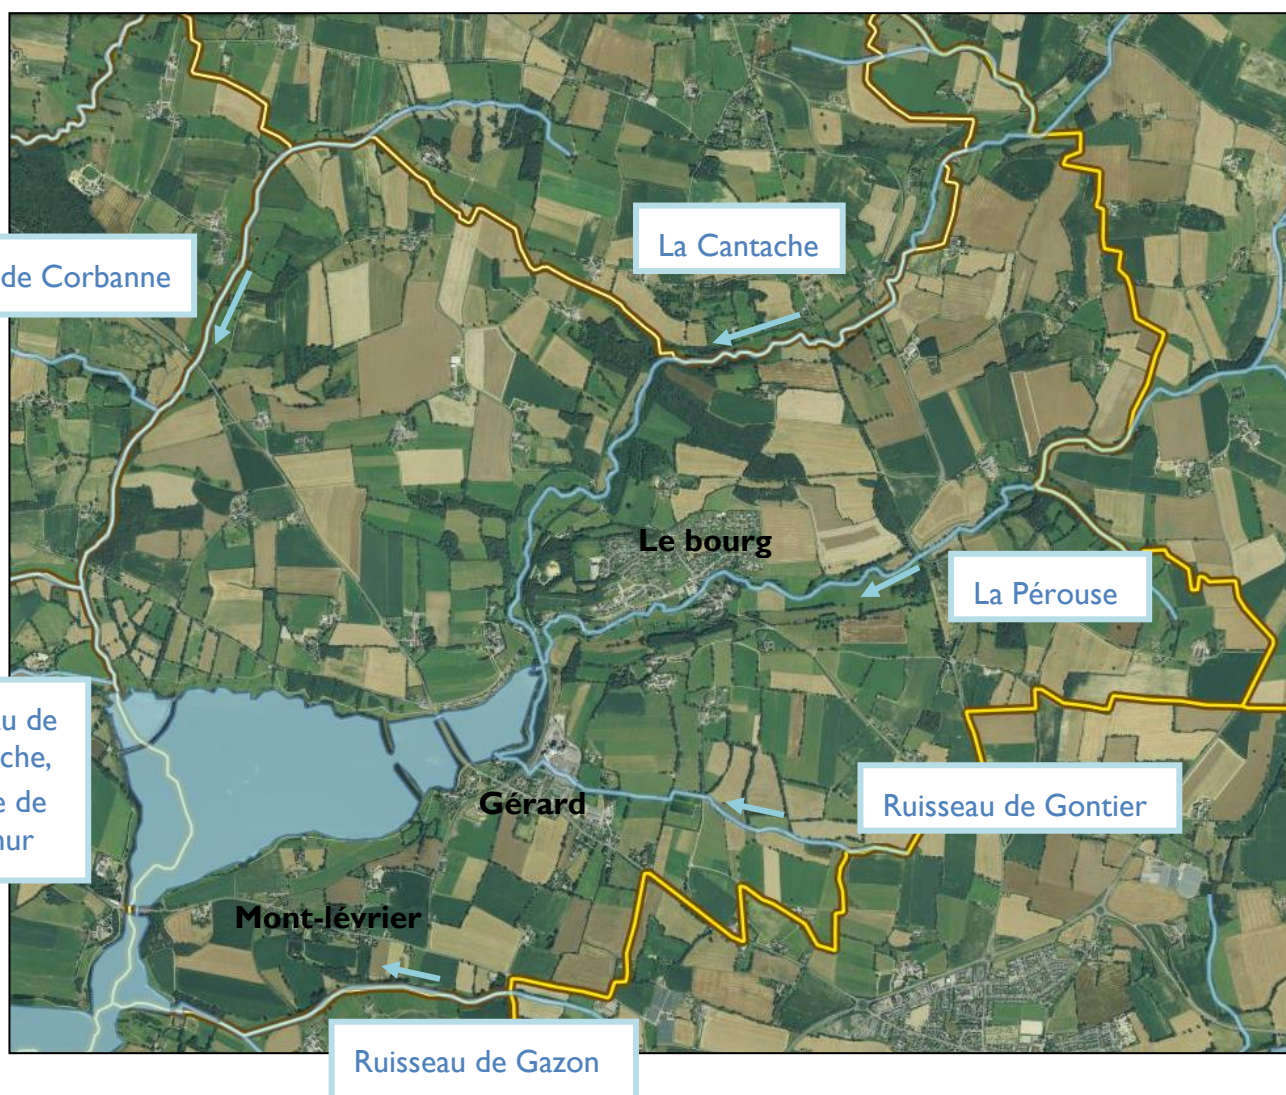 La Cantache
de Corbanne
Le bourg
La Pérouse
de
che,
de
Gérard
Ruisseau de Gontier
Mont-lévrier
Ruisseau de Gazon